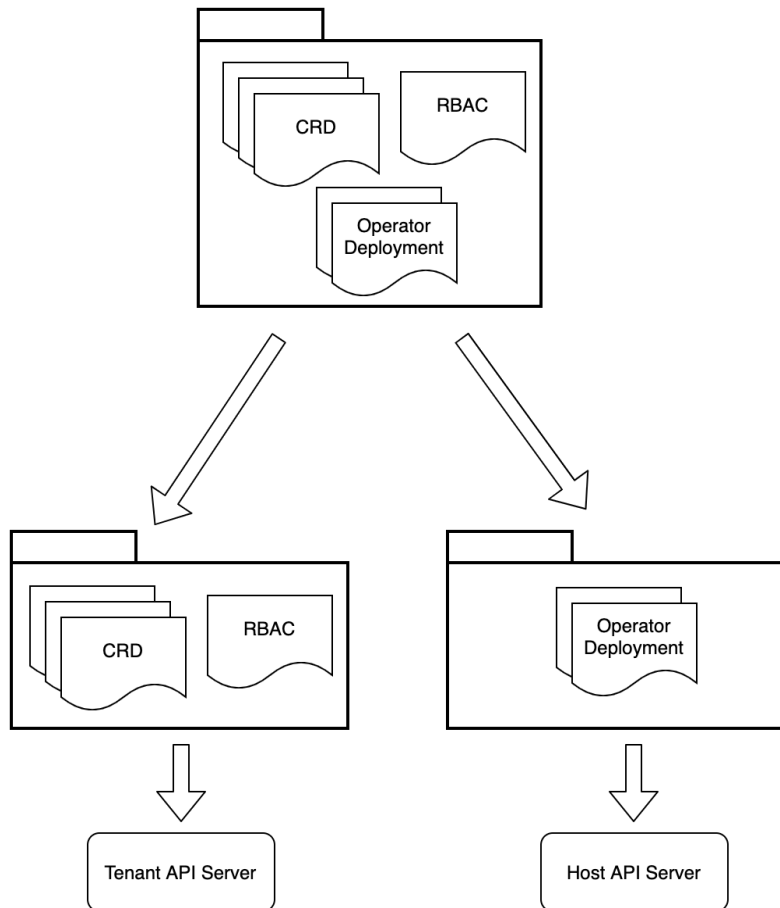 CRD
RBAC
Operator
Deployment
CRD
RBAC
Operator
Deployment
Tenant API Server
Host API Server